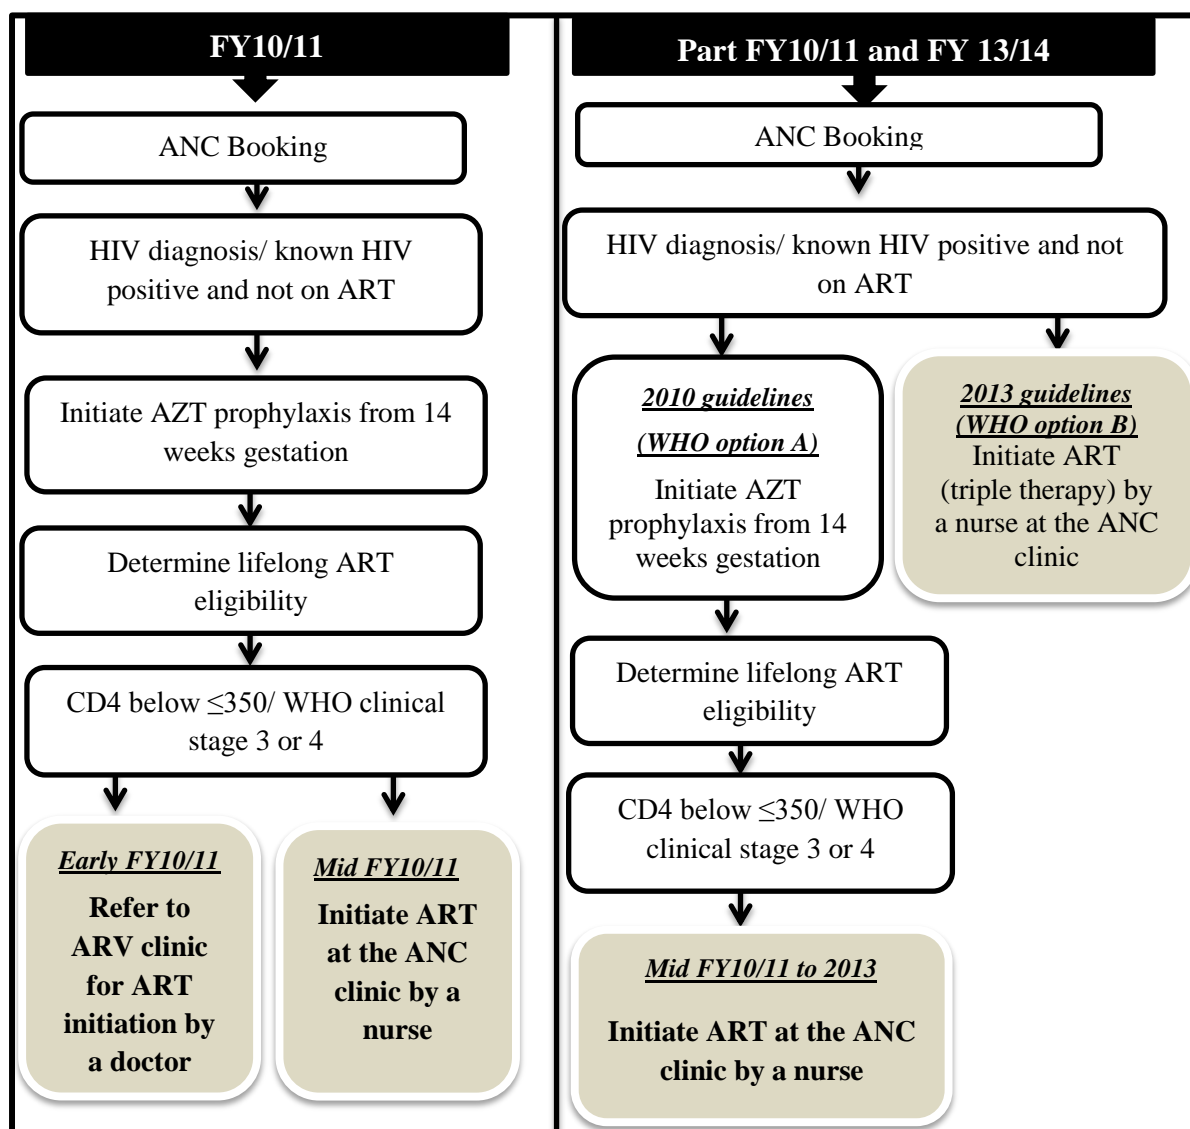 FY10/11
ANC Booking
HIV diagnosis/ known HIV
positive and not on ART
Initiate AZT prophylaxis from 14
weeks gestation
Determine lifelong ART
eligibility
CD4 below ≤350/ WHO clinical
stage 3 or 4
Early FY10/11
Refer to
ARV clinic
for ART
initiation by
a doctor
Mid FY10/11
Initiate ART
at the ANC
clinic by a
nurse
Part FY10/11 and FY 13/14
ANC Booking
HIV diagnosis/ known HIV positive and not
on ART
2010 guidelines
(WHO option A)
Initiate AZT
prophylaxis from 14
weeks gestation
2013 guidelines
(WHO option B)
Initiate ART
(triple therapy) by
a nurse at the ANC
clinic
Determine lifelong ART
eligibility
CD4 below ≤350/ WHO
clinical stage 3 or 4
Mid FY10/11 to 2013
Initiate ART at the ANC
clinic by a nurse